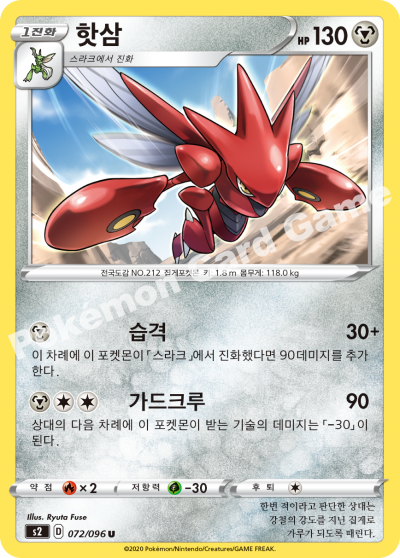 1진화 핫삼 HP 130
스라크에서 진화
전국도감 NO.212 집게포켓몬 키: 1.8 m 몸무게: 118.0 kg
Pokémon Card Game
습격 30+
이 차례에 이 포켓몬이 「스라크」에서 진화했다면 90데미지를 추가
한다.
가드크루 90
상대의 다음 차례에 이 포켓몬이 받는 기술의 데미지는 「-30」이
된다.
약점 ×2 저항력 -30 후퇴
Illus. Ryuta Fuse
s2 D 072/096 U
한번 적이라고 판단한 상대는
강철의 강도를 지닌 집게로
가루가 되도록 때린다.
©2020 Pokémon/Nintendo/Creatures/GAME FREAK.